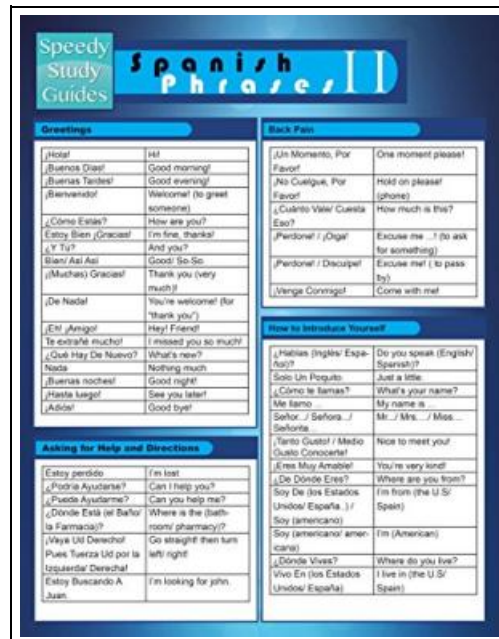 Speedy
Study
Guides
Spanish
Phrases II
Greetings
¡Hola! Hi!
¡Buenos Días! Good morning!
¡Buenas Tardes! Good evening!
¡Bienvenido! Welcome! (to greet
someone)
¿Cómo Estás? How are you?
Estoy Bien ¡Gracias! I'm fine, thanks!
¿Y Tú? And you?
Bien/ Así Así Good/ So-So
¡(Muchas) Gracias! Thank you (very
much)!
¡De Nada! You're welcome! (for
"thank you")
¡Eh! ¡Amigo! Hey! Friend!
Te extrañé mucho! I missed you so much!
¿Qué Hay De Nuevo? What's new?
Nada Nothing much
¡Buenas noches! Good night!
¡Hasta luego! See you later!
¡Adiós! Good bye!
Asking for Help and Directions
Estoy perdido I'm lost
¿Podría Ayudarse? Can I help you?
¿Pueda Ayudarme? Can you help me?
¿Dónde Está (el Baño/ Where is the (bath-
la Farmacia)? room/ pharmacy)?
¡Vaya Ud Derecho! Go straight! then turn
Pues Tuerza Ud por la left/ right!
Izquierda/ Derecha!
Estoy Buscando A I'm looking for john.
Juan.
Back Pain
¡Un Momento, Por One moment please!
Favor!
¡No Cuelgue, Por Hold on please!
Favor! (phone)
¿Cuánto Vale/ Cuesta How much is this?
Eso?
¡Perdone! / ¡Oiga! Excuse me ...! (to ask
for something)
¡Perdone! / Disculpe! Excuse me! ( to pass
by)
¡Venga Conmigo! Come with me!
How to Introduce Yourself
¿Hablas (Inglés/ Espa- Do you speak (English/
ñol)? Spanish)?
Solo Un Poquito. Just a little.
¿Cómo te llamas? What's your name?
Me llamo ... My name is ...
Señor.../ Señora.../ Mr.../ Mrs. .../ Miss....
Señorita...
¡Tanto Gusto! / Medio Nice to meet you!
Gusto Conocerte!
¡Eres Muy Amable! You're very kind!
¿De Dónde Eres? Where are you from?
Soy De (los Estados I'm from (the U.S/
Unidos/ España..) / Spain)
Soy (americano)
Soy (americano/ amer- I'm (American)
cana)
¿Dónde Vives? Where do you live?
Vivo En (los Estados I live in (the U.S/
Unidos/ España) Spain)